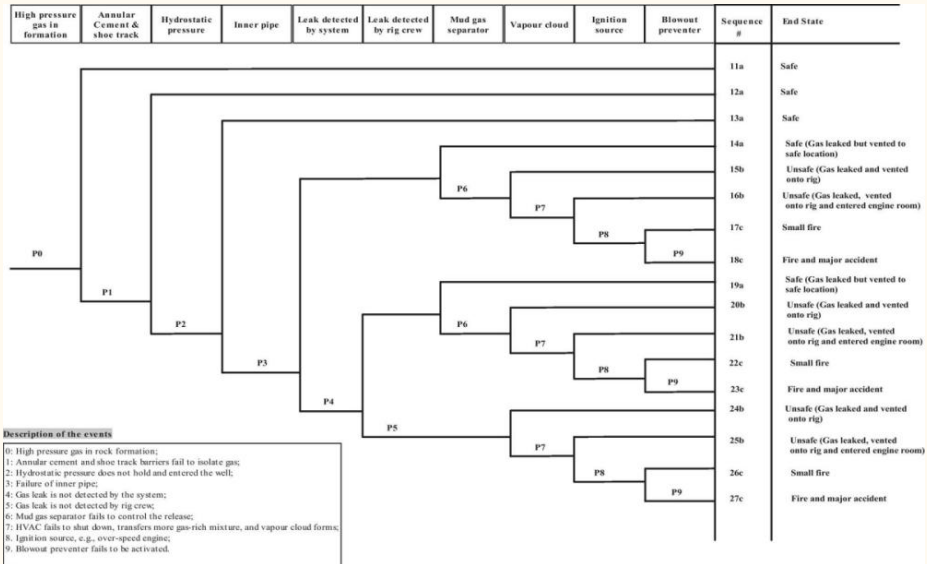 High pressure
gas in
formation
Annular
Cement &
shoe track
Hydrostatic
pressure
Inner pipe
Leak detected
by system
Leak detected
by rig crew
Mud gas
separator
Vapour cloud
Ignition
source
Blowout
preventer
Sequence
#
End State
11a Safe
12a Safe
13a Safe
14a Safe (Gas leaked but vented to
safe location)
15b Unsafe (Gas leaked and vented
onto rig)
P6
16b Unsafe (Gas leaked, vented
onto rig and entered engine room)
P7
17c Small fire
P8
P0
P9
18c Fire and major accident
19a Safe (Gas leaked but vented to
safe location)
P1
20b Unsafe (Gas leaked and vented
onto rig)
P2
P6
21b Unsafe (Gas leaked, vented
onto rig and entered engine room)
P7
P3
22c Small fire
P8
P9
23c Fire and major accident
P4
24b Unsafe (Gas leaked and vented
onto rig)
P5
25b Unsafe (Gas leaked, vented
onto rig and entered engine room)
P7
26c Small fire
P8
P9
27c Fire and major accident
Description of the events
0: High pressure gas in rock formation;
1: Annular cement and shoe track barriers fail to isolate gas;
2: Hydrostatic pressure does not hold and entered the well;
3: Failure of inner pipe;
4: Gas leak is not detected by the system;
5: Gas leak is not detected by rig crew;
6: Mud gas separator fails to control the release;
7: HVAC fails to shut down, transfers more gas-rich mixture, and vapour cloud forms;
8. Ignition source, e.g., over-speed engine;
9. Blowout preventer fails to be activated.